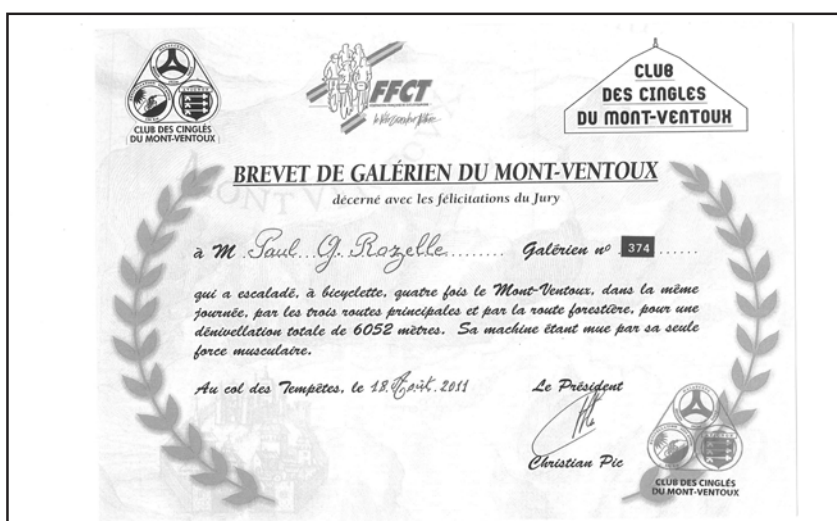 CLUB DES CINGLÉS
DU MONT-VENTOUX
FFCT
CLUB
DES CINGLES
DU MONT-VENTOUX
BREVET DE GALÉRIEN DU MONT-VENTOUX
décerné avec les félicitations du Jury
à M Paul G. Rozelle Galérien nº 374
qui a escaladé, à bicyclette, quatre fois le Mont-Ventoux, dans la même
journée, par les trois routes principales et par la route forestière, pour une
dénivellation totale de 6052 mètres. Sa machine étant mue par sa seule
force musculaire.
Au col des Tempêtes, le 18. Août. 2011 Le Président
Christian Pic
CLUB DES CINGLÉS
DU MONT-VENTOUX